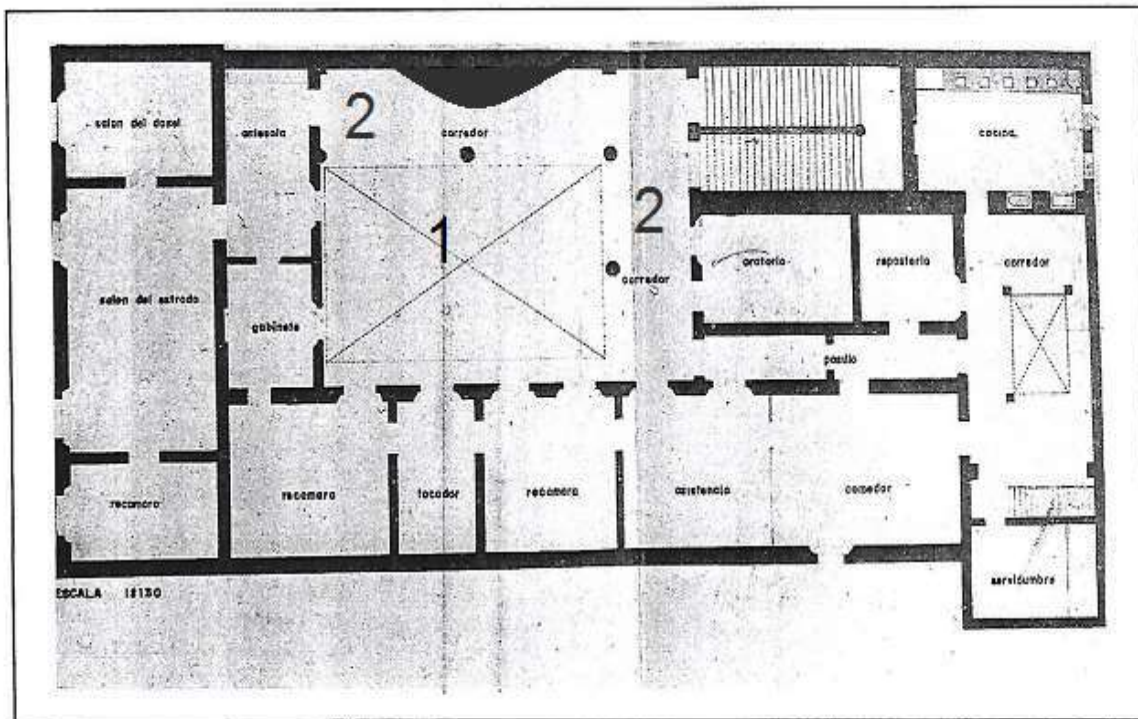 salon del dosel
antesala
2
corredor
cocina
1
2
salon del estrado
oratorio
reposteria
corredor
corredor
gabinete
pasillo
recamara
recamara
tocador
recamara
asistencia
comedor
servidumbre
ESCALA 1:130